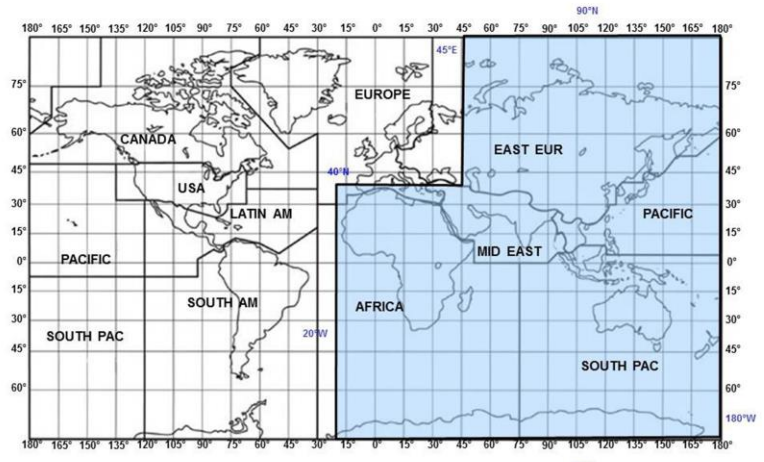 90°N
180° 165° 150° 135° 120° 105° 90° 75° 60° 45° 30° 15° 0° 15° 30° 45° 60° 75° 90° 105° 120° 135° 150° 165° 180°
45°E
75° 75°
EUROPE
60° 60°
CANADA EAST EUR
45° 40°N 45°
USA
30° LATIN AM PACIFIC 30°
15° 15°
PACIFIC MID EAST
0° 0°
15° SOUTH AM AFRICA 15°
30° 20°W 30°
SOUTH PAC
45° 45°
SOUTH PAC
60° 60°
180°W
180° 165° 150° 135° 120° 105° 90° 75° 60° 45° 30° 15° 0° 15° 30° 45° 60° 75° 90° 105° 120° 135° 150° 165° 180°